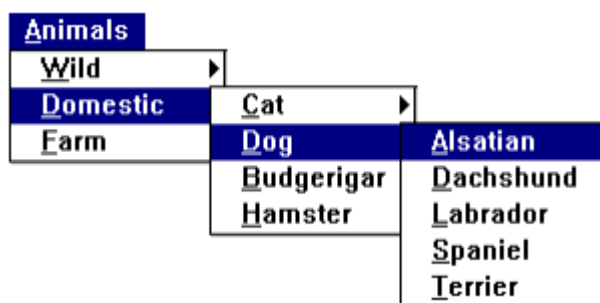 Animals
Wild
Domestic
Farm
Cat
Dog
Budgerigar
Hamster
Alsatian
Dachshund
Labrador
Spaniel
Terrier